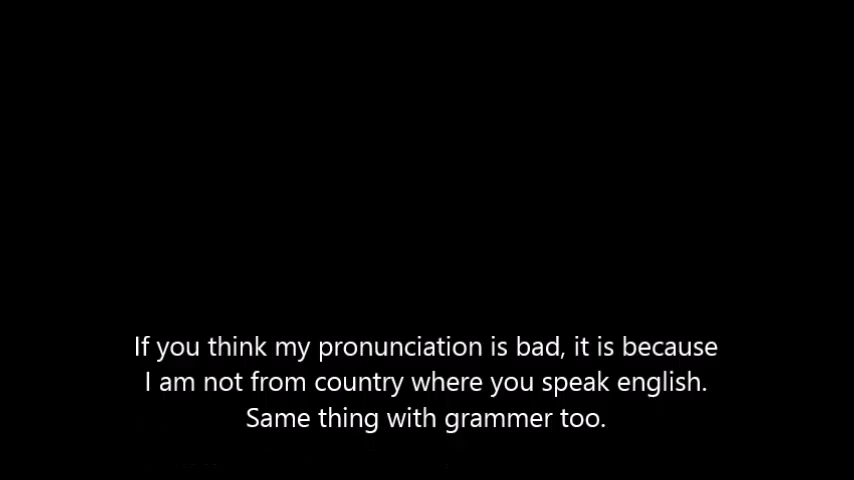 If you think my pronunciation is bad, it is because
I am not from country where you speak english.
Same thing with grammer too.